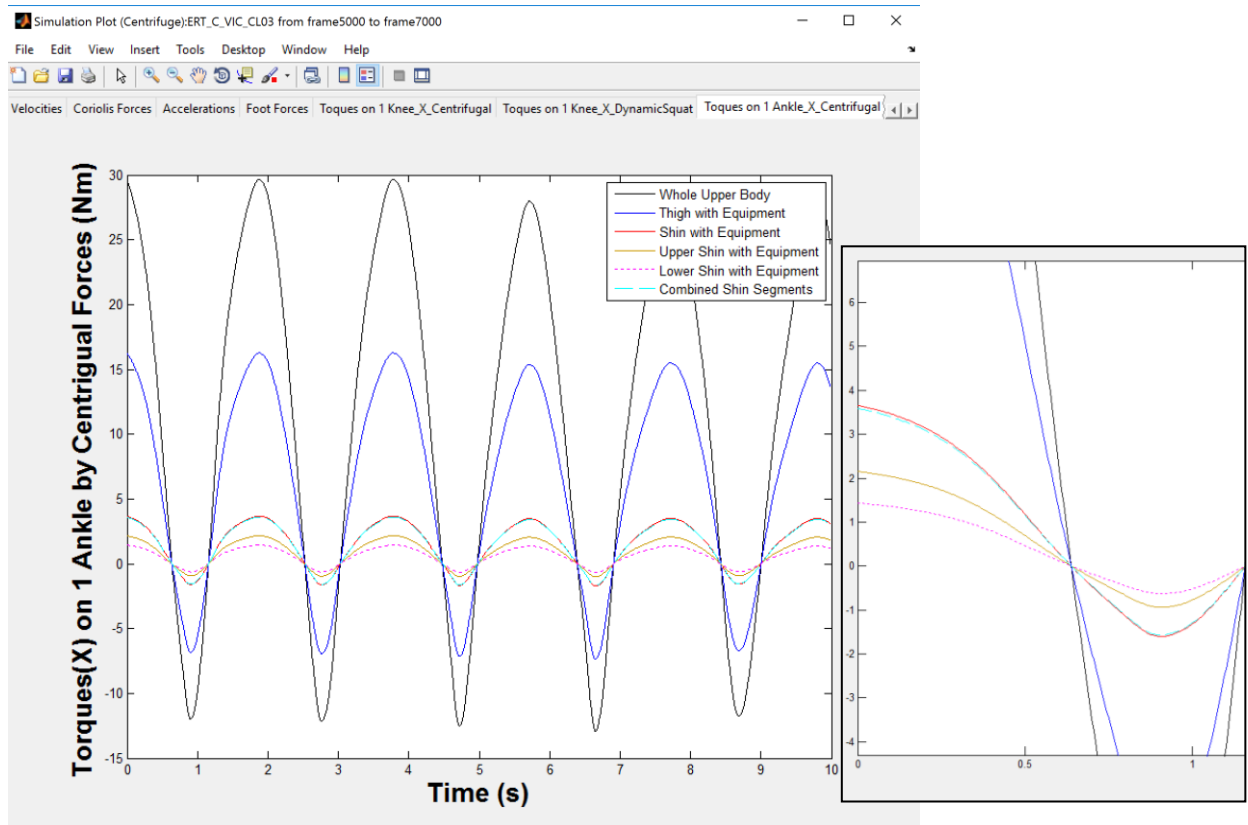 Simulation Plot (Centrifuge):ERT_C_VIC_CL03 from frame5000 to frame7000
File Edit View Insert Tools Desktop Window Help
Velocities Coriolis Forces Accelerations Foot Forces Toques on 1 Knee_X_Centrifugal Toques on 1 Knee_X_DynamicSquat Toques on 1 Ankle_X_Centrifugal
Torques(X) on 1 Ankle by Centrigual Forces (Nm)
30
25
20
15
10
5
0
-5
-10
-15
0 1 2 3 4 5 6 7 8 9 10
Time (s)
Whole Upper Body
Thigh with Equipment
Shin with Equipment
Upper Shin with Equipment
Lower Shin with Equipment
Combined Shin Segments
6
5
4
3
2
1
0
-1
-2
-3
-4
0 0.5 1